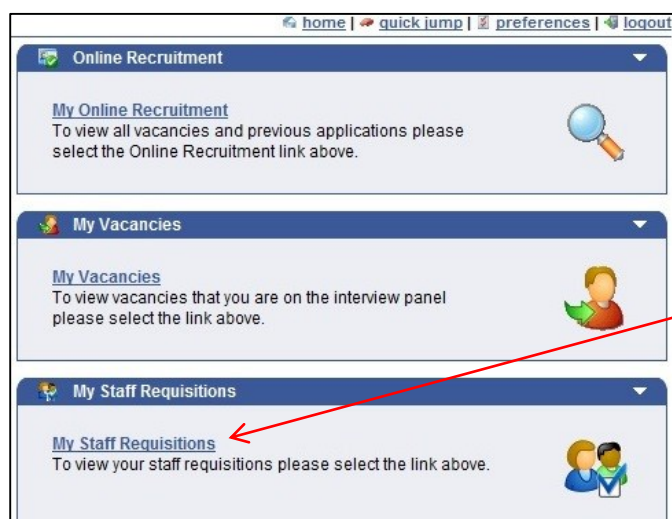 home | quick jump | preferences | logout
Online Recruitment
My Online Recruitment
To view all vacancies and previous applications please
select the Online Recruitment link above.
My Vacancies
My Vacancies
To view vacancies that you are on the interview panel
please select the link above.
My Staff Requisitions
My Staff Requisitions
To view your staff requisitions please select the link above.